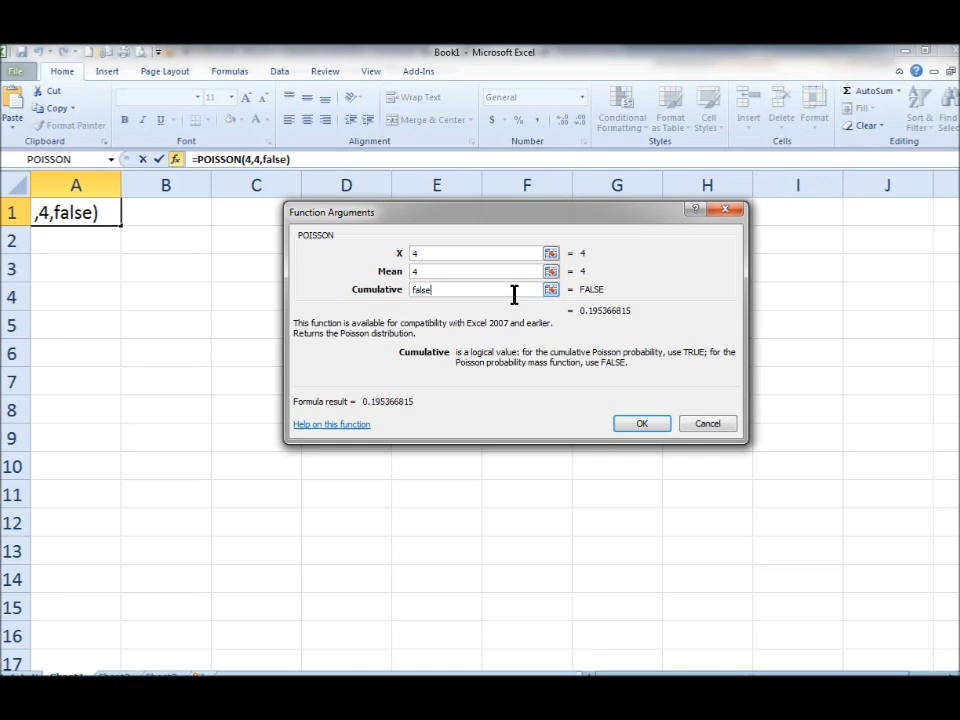 Book1 - Microsoft Excel
File Home Insert Page Layout Formulas Data Review View Add-Ins
Paste
Cut
Copy
Format Painter
Clipboard
11
A A
B I U
A
Font
Wrap Text
Merge & Center
Alignment
General
$ % ,
Number
Conditional Formatting
Format as Table
Cell Styles
Styles
Insert Delete Format
Cells
AutoSum
Fill
Clear
Sort & Filter
Editing
POISSON fx =POISSON(4,4,false)
A B C D E F G H I J
1 ,4,false)
2
3
4
5
6
7
8
9
10
11
12
13
14
15
16
17
Function Arguments
POISSON
X 4 = 4
Mean 4 = 4
Cumulative false = FALSE
= 0.195366815
This function is available for compatibility with Excel 2007 and earlier.
Returns the Poisson distribution.
Cumulative is a logical value: for the cumulative Poisson probability, use TRUE; for the
Poisson probability mass function, use FALSE.
Formula result = 0.195366815
Help on this function
OK Cancel